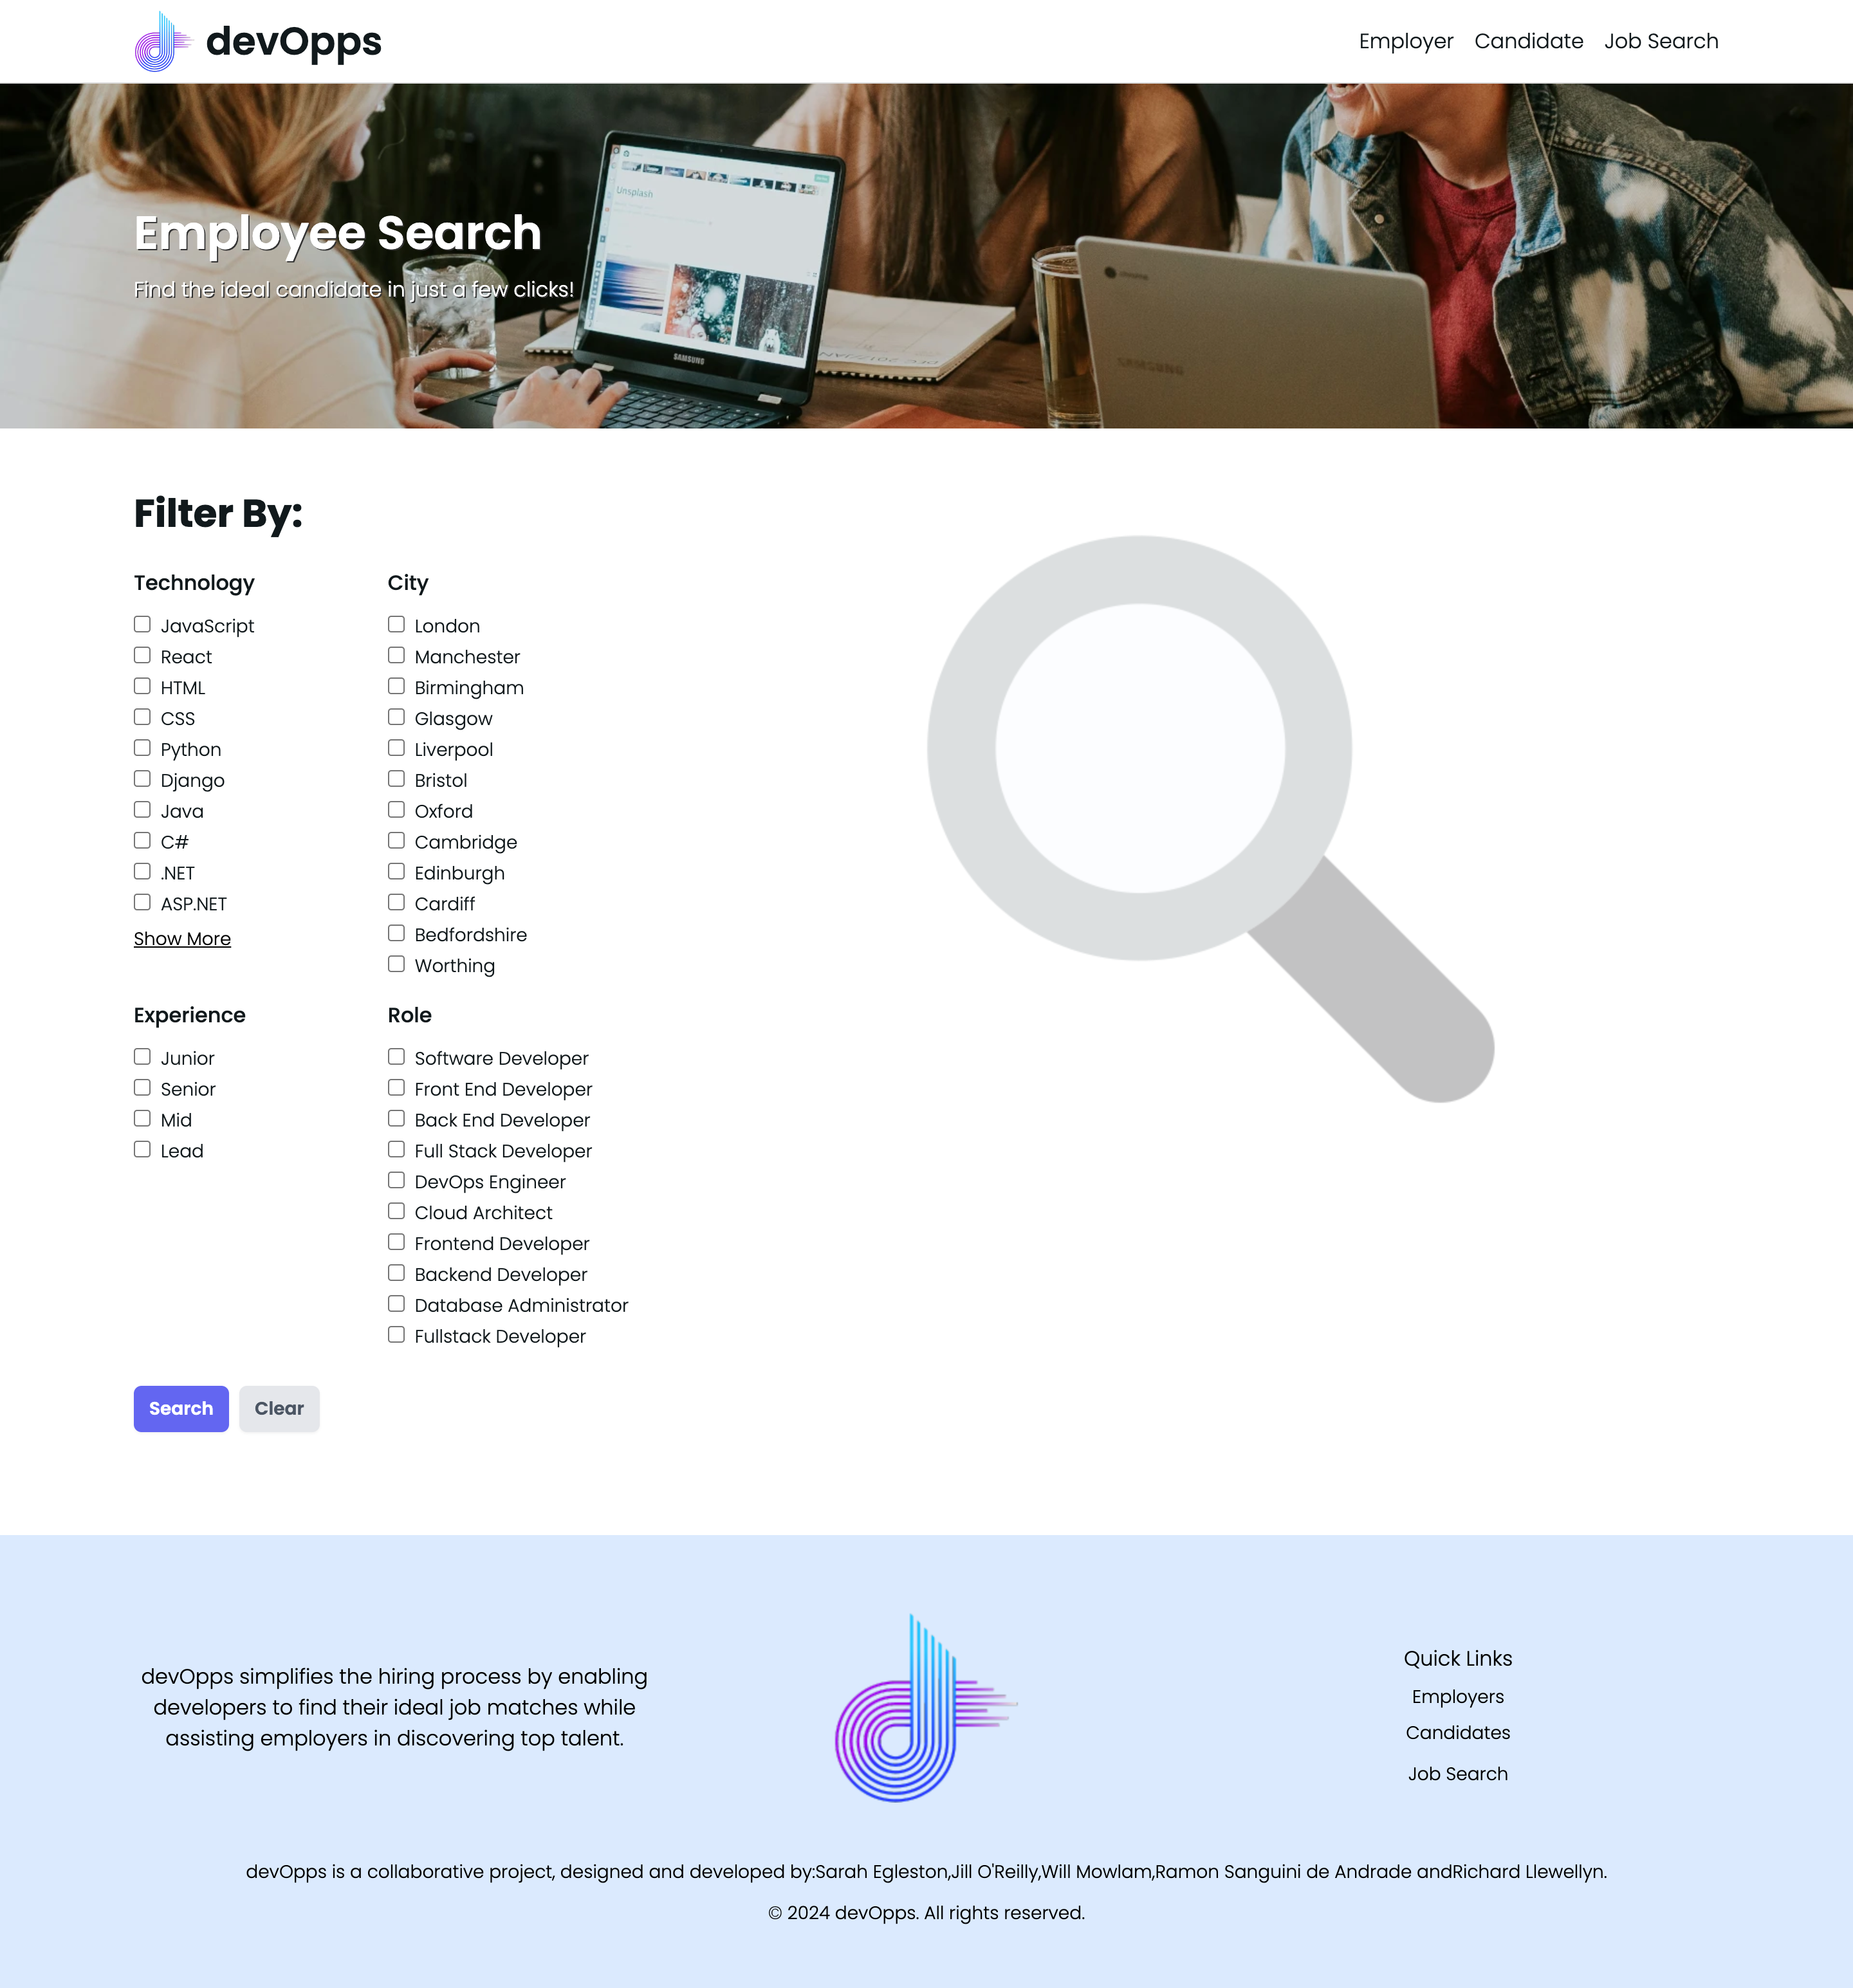 devOpps
Employer Candidate Job Search
Unsplash
Employee Search
Find the ideal candidate in just a few clicks!
SAMSUNG
SAMSUNG
Filter By:
Technology
JavaScript
React
HTML
CSS
Python
Django
Java
C#
.NET
ASP.NET
Show More
City
London
Manchester
Birmingham
Glasgow
Liverpool
Bristol
Oxford
Cambridge
Edinburgh
Cardiff
Bedfordshire
Worthing
Experience
Junior
Senior
Mid
Lead
Role
Software Developer
Front End Developer
Back End Developer
Full Stack Developer
DevOps Engineer
Cloud Architect
Frontend Developer
Backend Developer
Database Administrator
Fullstack Developer
Search Clear
devOpps simplifies the hiring process by enabling
developers to find their ideal job matches while
assisting employers in discovering top talent.
Quick Links
Employers
Candidates
Job Search
devOpps is a collaborative project, designed and developed by:Sarah Egleston,Jill O'Reilly,Will Mowlam,Ramon Sanguini de Andrade andRichard Llewellyn.
© 2024 devOpps. All rights reserved.